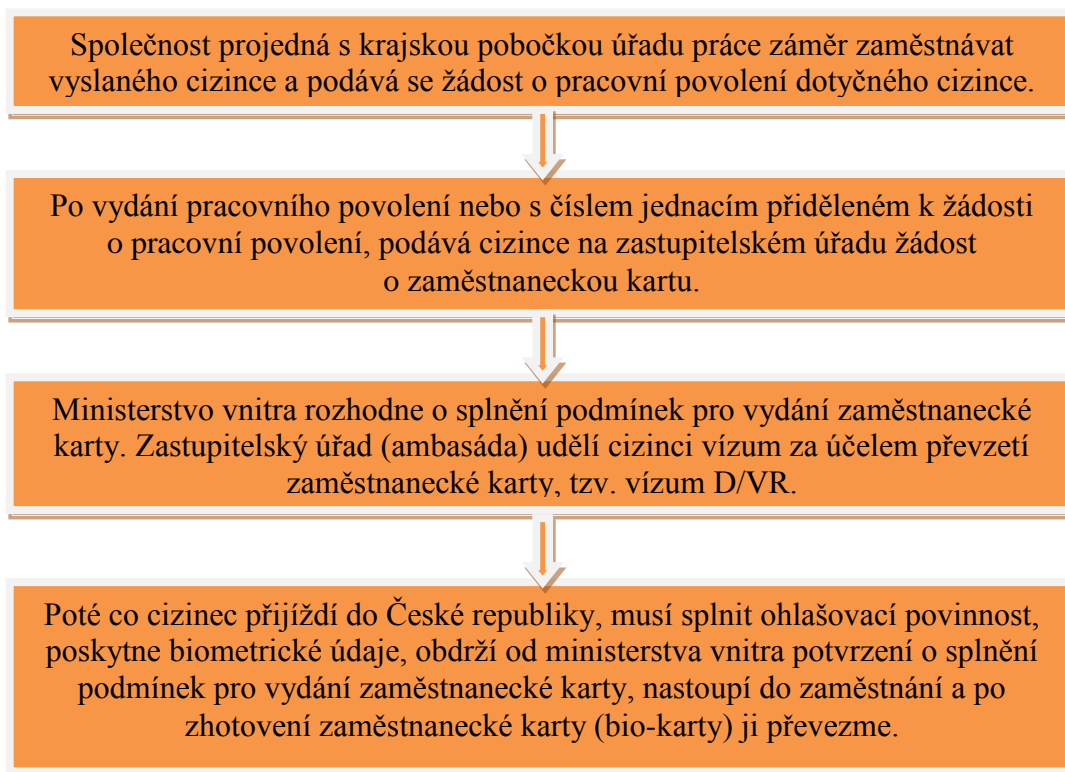 Společnost projedná s krajskou pobočkou úřadu práce záměr zaměstnávat
vyslaného cizince a podává se žádost o pracovní povolení dotyčného cizince.
Po vydání pracovního povolení nebo s číslem jednacím přiděleném k žádosti
o pracovní povolení, podává cizince na zastupitelském úřadu žádost
o zaměstnaneckou kartu.
Ministerstvo vnitra rozhodne o splnění podmínek pro vydání zaměstnanecké
karty. Zastupitelský úřad (ambasáda) udělí cizinci vízum za účelem převzetí
zaměstnanecké karty, tzv. vízum D/VR.
Poté co cizinec přijíždí do České republiky, musí splnit ohlašovací povinnost,
poskytne biometrické údaje, obdrží od ministerstva vnitra potvrzení o splnění
podmínek pro vydání zaměstnanecké karty, nastoupí do zaměstnání a po
zhotovení zaměstnanecké karty (bio-karty) ji převezme.